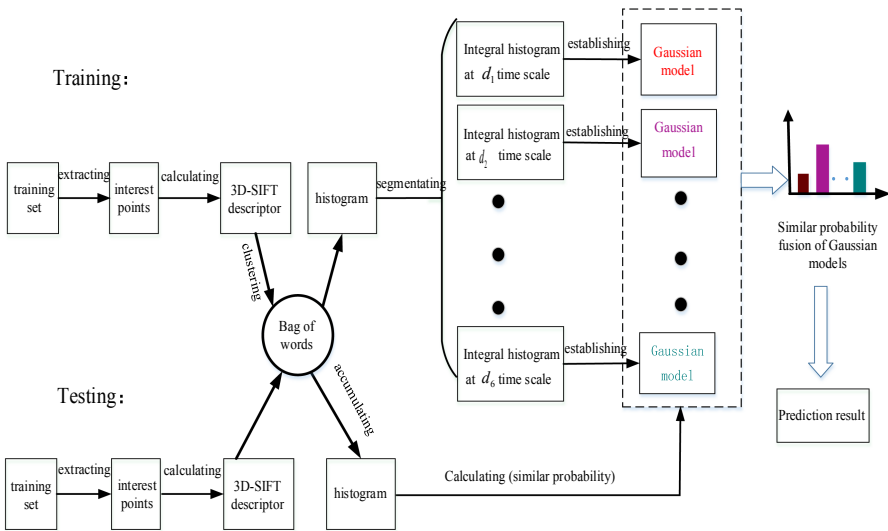 Training：
training
set
extracting
interest
points
calculating
3D-SIFT
descriptor
clustering
Bag of
words
histogram
segmentating
Integral histogram
at d1 time scale
establishing
Gaussian
model
Integral histogram
at d2 time scale
establishing
Gaussian
model
Integral histogram
at d6 time scale
establishing
Gaussian
model
Similar probability
fusion of Gaussian
models
Prediction result
Testing：
training
set
extracting
interest
points
calculating
3D-SIFT
descriptor
accumulating
histogram
Calculating (similar probability)